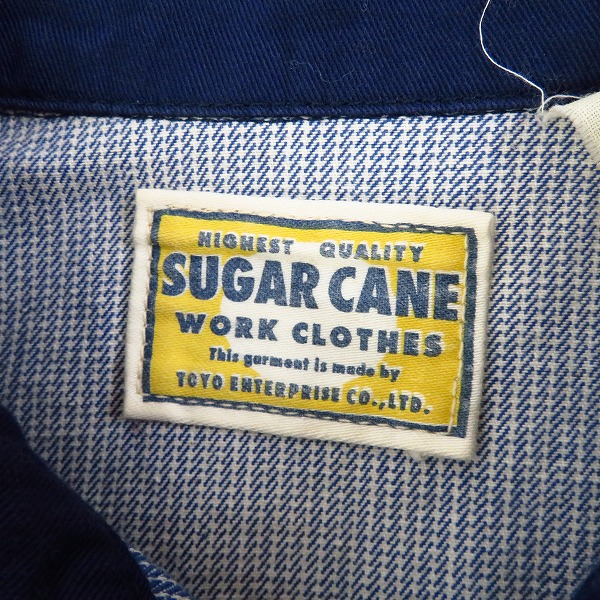 HIGHEST QUALITY
SUGAR CANE
WORK CLOTHES
This garment is made by
TOYO ENTERPRISE CO.,LTD.